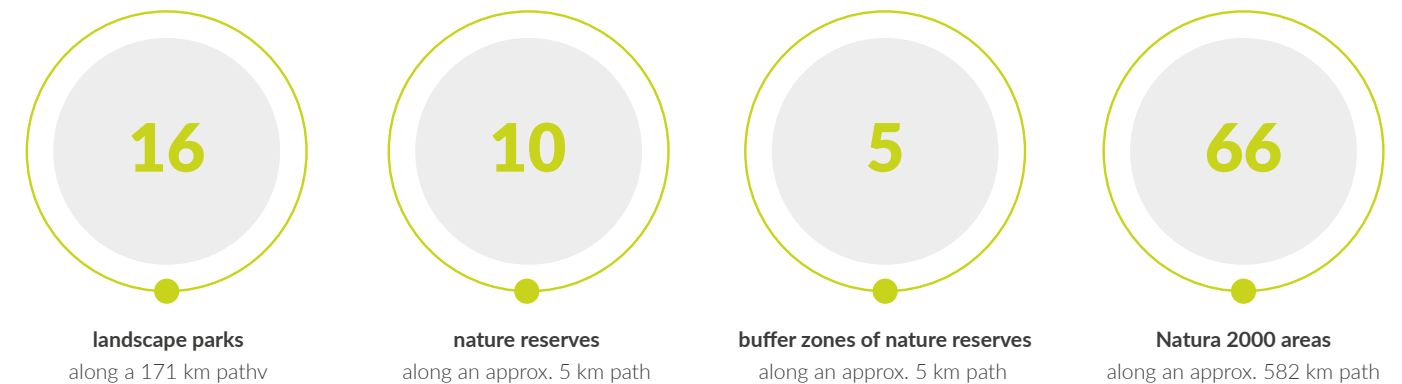 16
landscape parks
along a 171 km pathv
10
nature reserves
along an approx. 5 km path
5
buffer zones of nature reserves
along an approx. 5 km path
66
Natura 2000 areas
along an approx. 582 km path